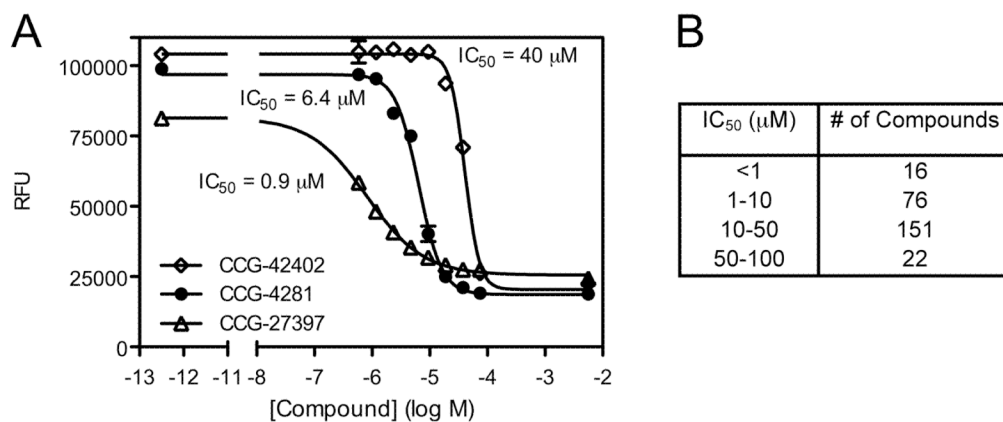 A
B
100000
75000
50000
25000
0
RFU
IC50 = 40 μM
IC50 = 6.4 μM
IC50 = 0.9 μM
CCG-42402
CCG-4281
CCG-27397
-13 -12 -11 -8 -7 -6 -5 -4 -3 -2
[Compound] (log M)
IC50 (μM) # of Compounds
<1 16
1-10 76
10-50 151
50-100 22